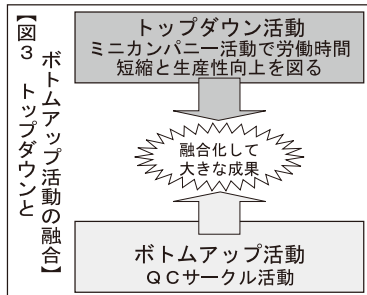 【図３　トップダウンと
ボトムアップ活動の融合】
トップダウン活動
ミニカンパニー活動で労働時間
短縮と生産性向上を図る
融合化して
大きな成果
ボトムアップ活動
ＱＣサークル活動